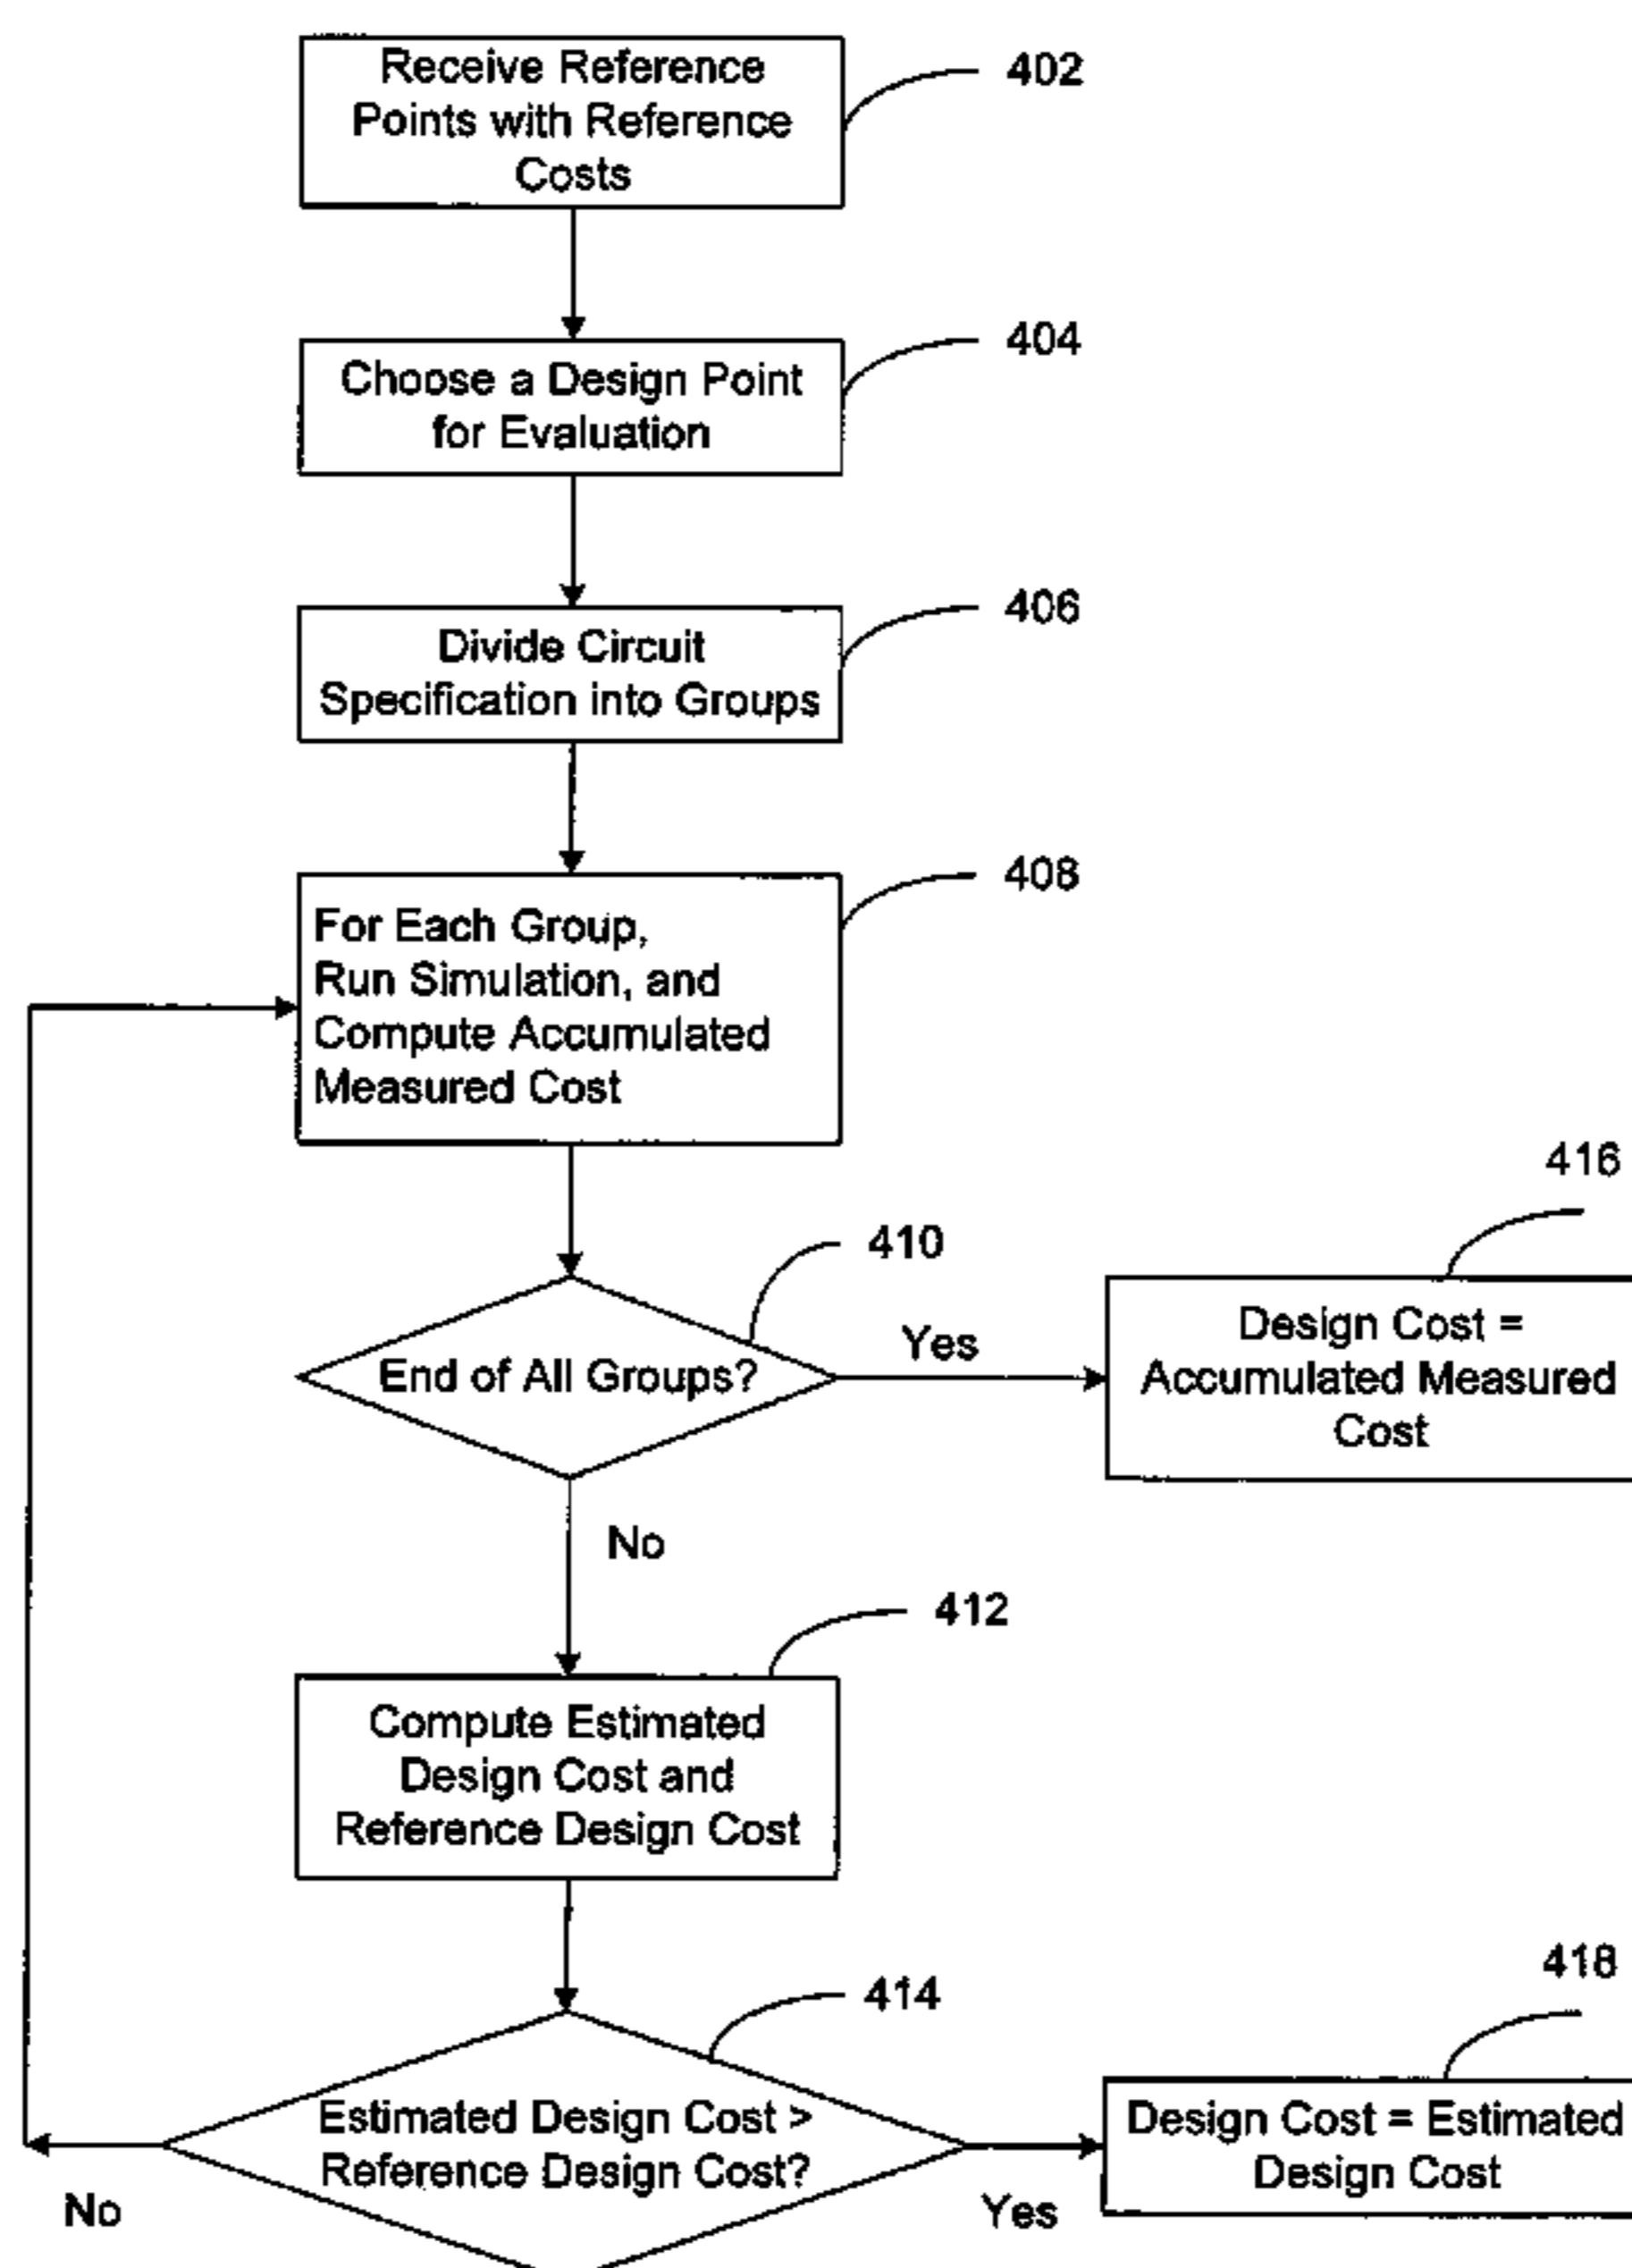 Receive Reference
Points with Reference
Costs
402
Choose a Design Point
for Evaluation
404
Divide Circuit
Specification into Groups
406
For Each Group,
Run Simulation, and
Compute Accumulated
Measured Cost
408
End of All Groups?
410
Yes
Design Cost =
Accumulated Measured
Cost
416
No
Compute Estimated
Design Cost and
Reference Design Cost
412
Estimated Design Cost >
Reference Design Cost?
414
No
Yes
Design Cost = Estimated
Design Cost
418